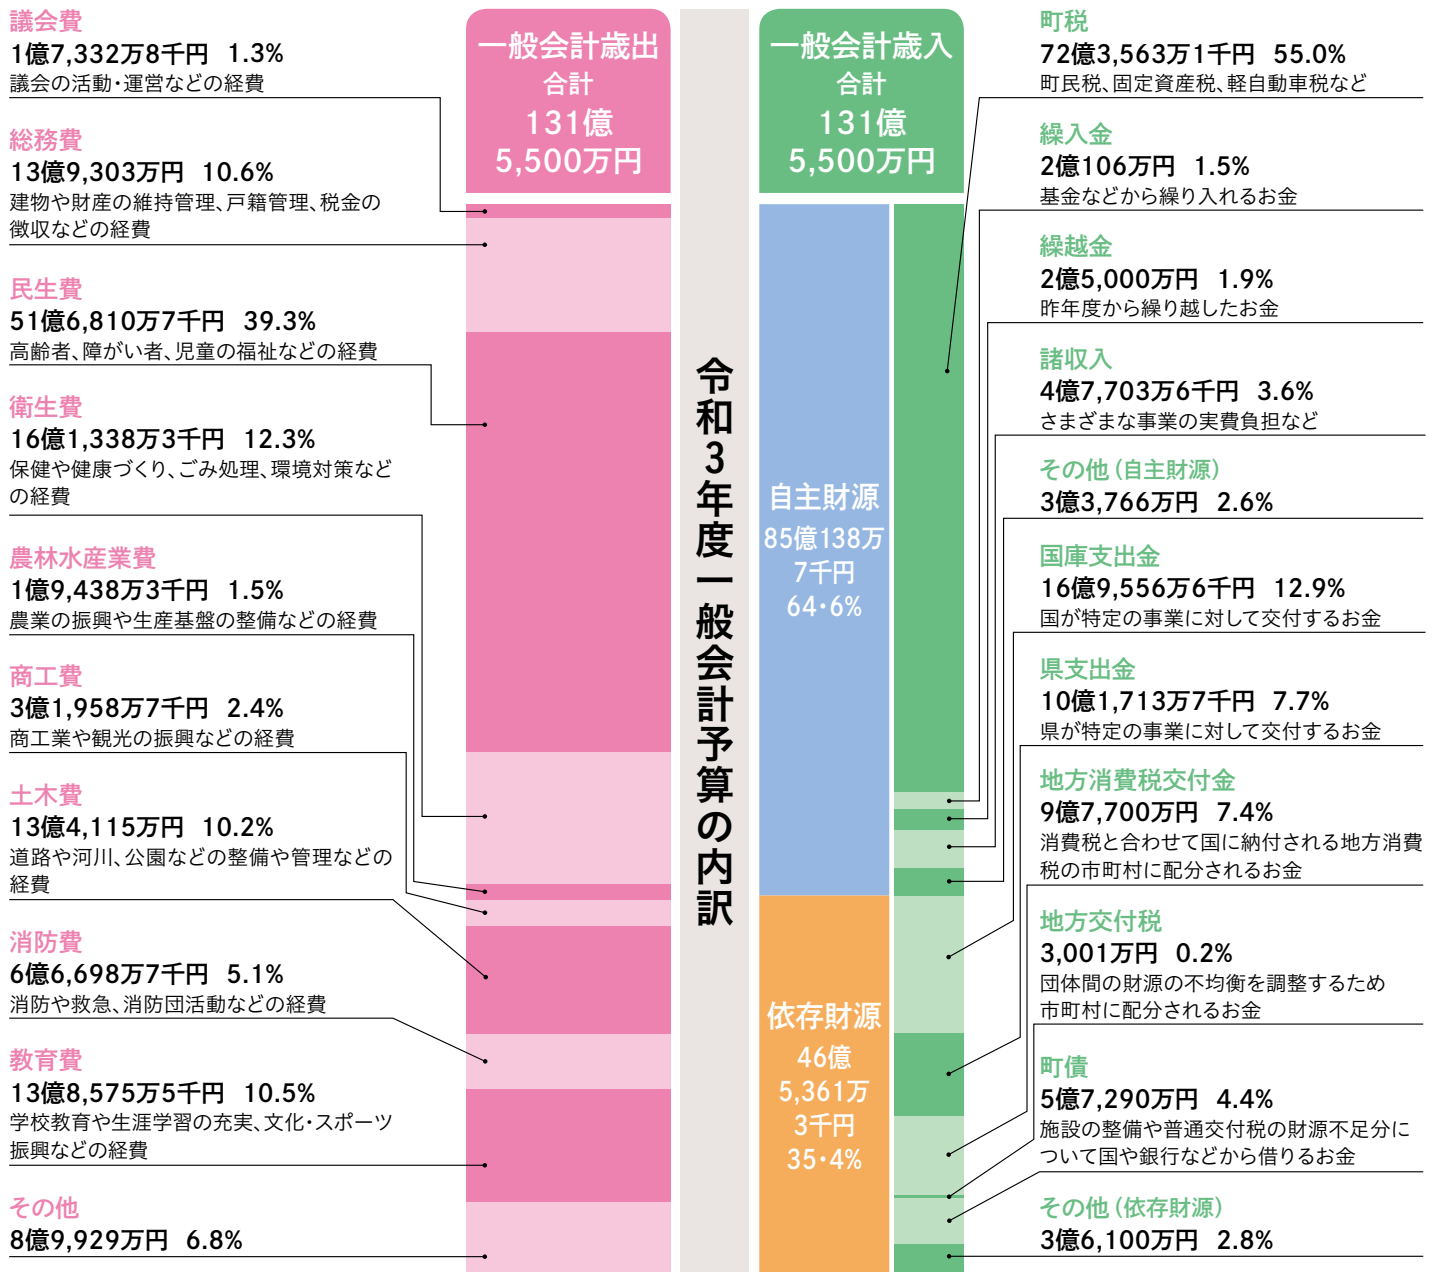 議会費
1億7,332万8千円 1.3%
議会の活動・運営などの経費
総務費
13億9,303万円 10.6%
建物や財産の維持管理、戸籍管理、税金の
徴収などの経費
民生費
51億6,810万7千円 39.3%
高齢者、障がい者、児童の福祉などの経費
衛生費
16億1,338万3千円 12.3%
保健や健康づくり、ごみ処理、環境対策など
の経費
農林水産業費
1億9,438万3千円 1.5%
農業の振興や生産基盤の整備などの経費
商工費
3億1,958万7千円 2.4%
商工業や観光の振興などの経費
土木費
13億4,115万円 10.2%
道路や河川、公園などの整備や管理などの
経費
消防費
6億6,698万7千円 5.1%
消防や救急、消防団活動などの経費
教育費
13億8,575万5千円 10.5%
学校教育や生涯学習の充実、文化・スポーツ
振興などの経費
その他
8億9,929万円 6.8%
一般会計歳出
合計
131億
5,500万円
令和3年度一般会計予算の内訳
一般会計歳入
合計
131億
5,500万円
自主財源
85億138万
7千円
64・6%
依存財源
46億
5,361万
3千円
35・4%
町税
72億3,563万1千円 55.0%
町民税、固定資産税、軽自動車税など
繰入金
2億106万円 1.5%
基金などから繰り入れるお金
繰越金
2億5,000万円 1.9%
昨年度から繰り越したお金
諸収入
4億7,703万6千円 3.6%
さまざまな事業の実費負担など
その他（自主財源）
3億3,766万円 2.6%
国庫支出金
16億9,556万6千円 12.9%
国が特定の事業に対して交付するお金
県支出金
10億1,713万7千円 7.7%
県が特定の事業に対して交付するお金
地方消費税交付金
9億7,700万円 7.4%
消費税と合わせて国に納付される地方消費
税の市町村に配分されるお金
地方交付税
3,001万円 0.2%
団体間の財源の不均衡を調整するため
市町村に配分されるお金
町債
5億7,290万円 4.4%
施設の整備や普通交付税の財源不足分に
ついて国や銀行などから借りるお金
その他（依存財源）
3億6,100万円 2.8%